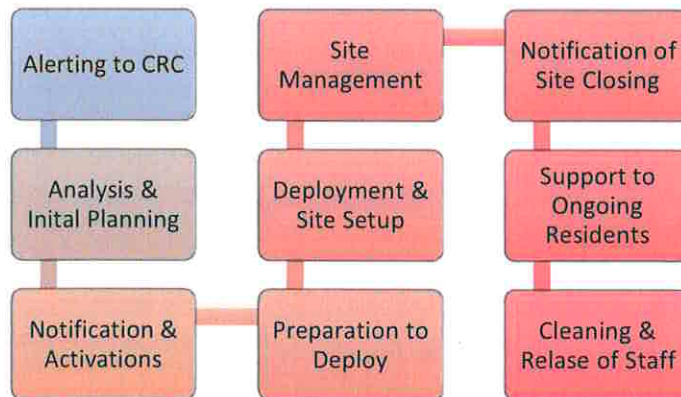 Alerting to CRC
Analysis &
Inital Planning
Notification &
Activations
Preparation to
Deploy
Deployment &
Site Setup
Site
Management
Notification of
Site Closing
Support to
Ongoing
Residents
Cleaning &
Relase of Staff